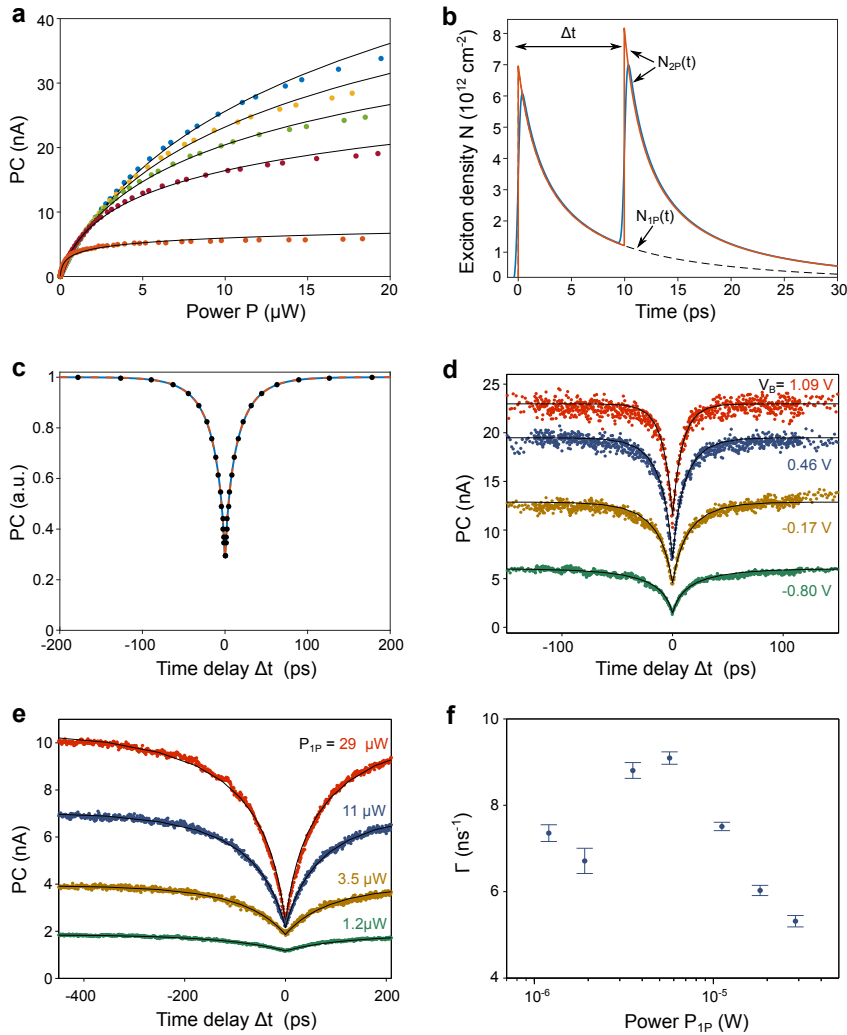 a
PC (nA)
40
30
20
10
0
0 5 10 15 20
Power P (µW)
b
Exciton density N (10¹² cm⁻²)
8
7
6
5
4
3
2
1
0
Δt
N₂P(t)
N₁P(t)
0 5 10 15 20 25 30
Time (ps)
c
PC (a.u.)
1
0.8
0.6
0.4
0.2
0
-200 -100 0 100 200
Time delay Δt (ps)
d
PC (nA)
25
20
15
10
5
0
V_B= 1.09 V
0.46 V
-0.17 V
-0.80 V
-100 0 100
Time delay Δt (ps)
e
PC (nA)
10
8
6
4
2
0
P₁P = 29 µW
11 µW
3.5 µW
1.2µW
-400 -200 0 200
Time delay Δt (ps)
f
Γ (ns⁻¹)
10
8
6
4
10⁻⁶ 10⁻⁵
Power P₁P (W)